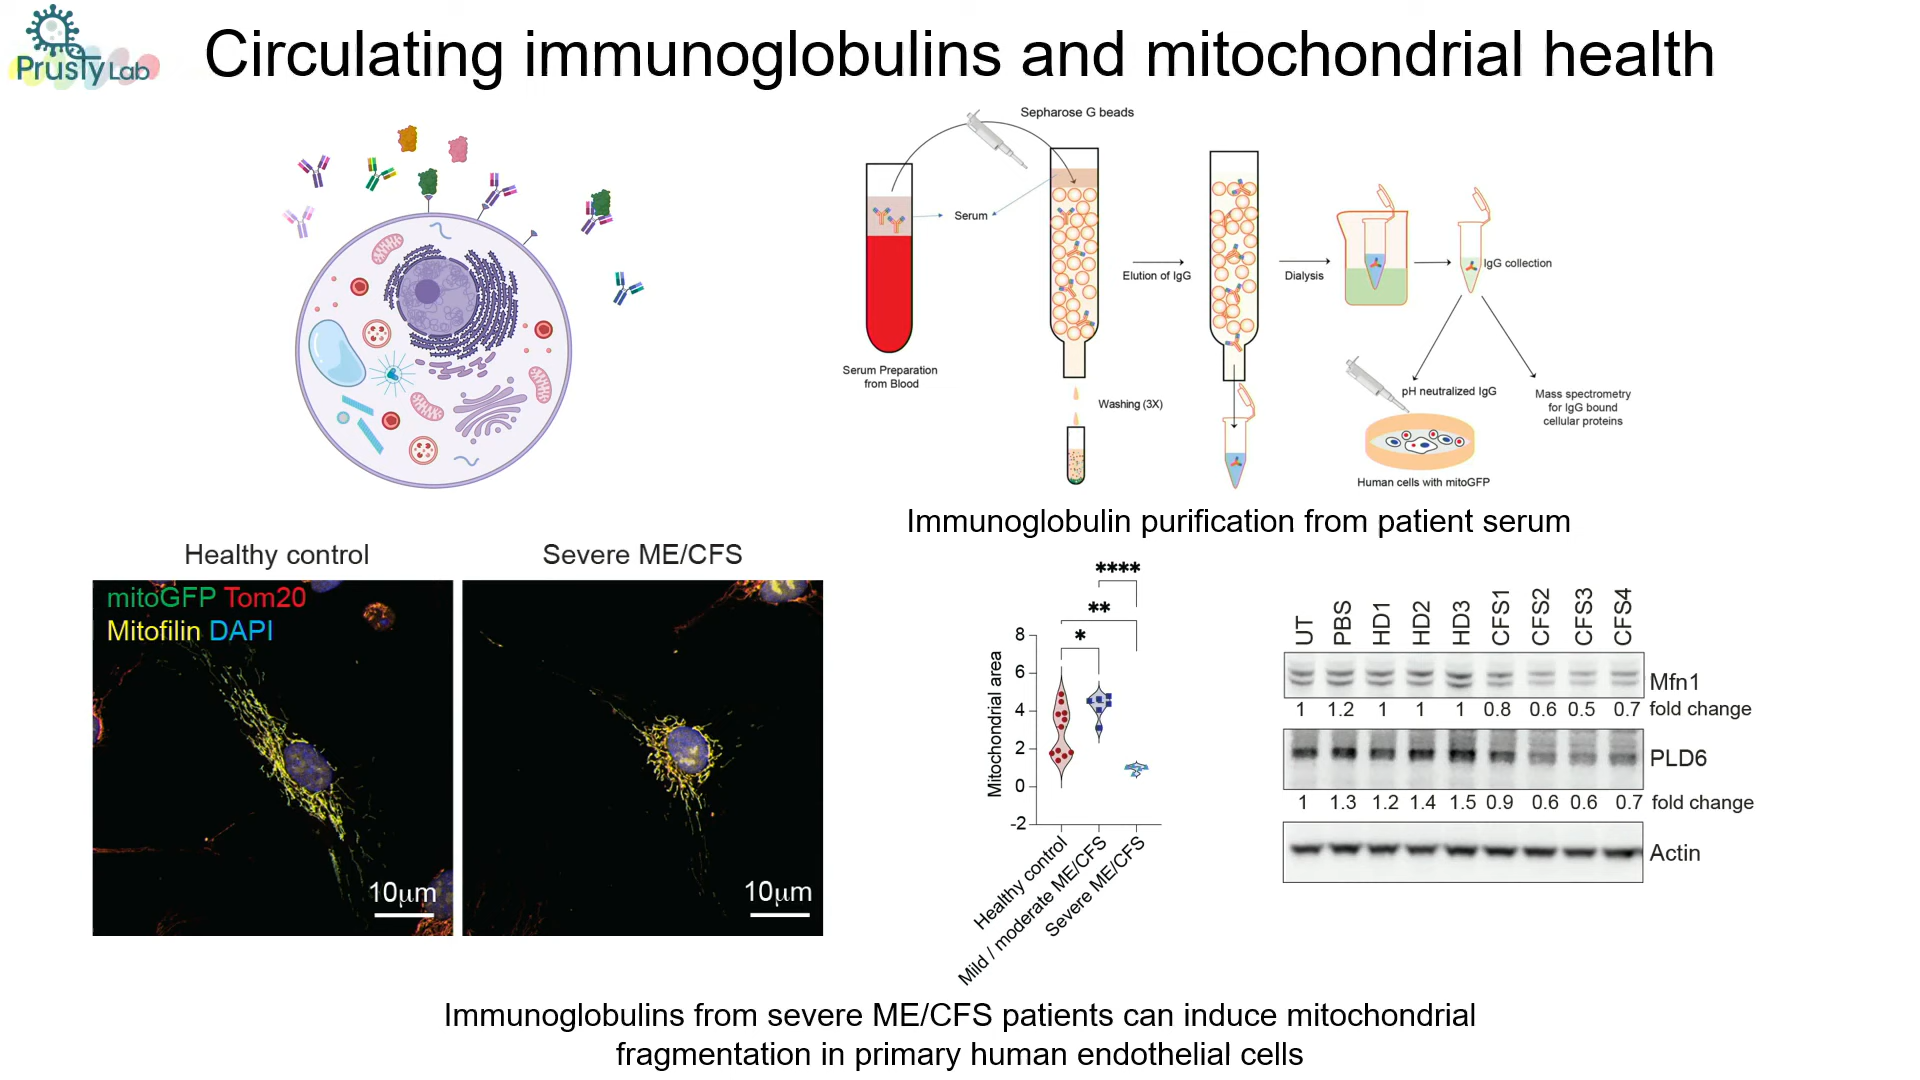 Prusty Lab
Circulating immunoglobulins and mitochondrial health
Sepharose G beads
Serum
Elution of IgG
Dialysis
IgG collection
Serum Preparation
from Blood
Washing (3X)
pH neutralized IgG
Mass spectrometry
for IgG bound
cellular proteins
Human cells with mitoGFP
Immunoglobulin purification from patient serum
Healthy control
Severe ME/CFS
mitoGFP Tom20
Mitofilin DAPI
10µm
10µm
****
**
*
8
6
4
2
0
-2
Mitochondrial area
Healthy control
Mild / moderate ME/CFS
Severe ME/CFS
UT PBS HD1 HD2 HD3 CFS1 CFS2 CFS3 CFS4
Mfn1
1 1.2 1 1 1 0.8 0.6 0.5 0.7 fold change
PLD6
1 1.3 1.2 1.4 1.5 0.9 0.6 0.6 0.7 fold change
Actin
Immunoglobulins from severe ME/CFS patients can induce mitochondrial
fragmentation in primary human endothelial cells